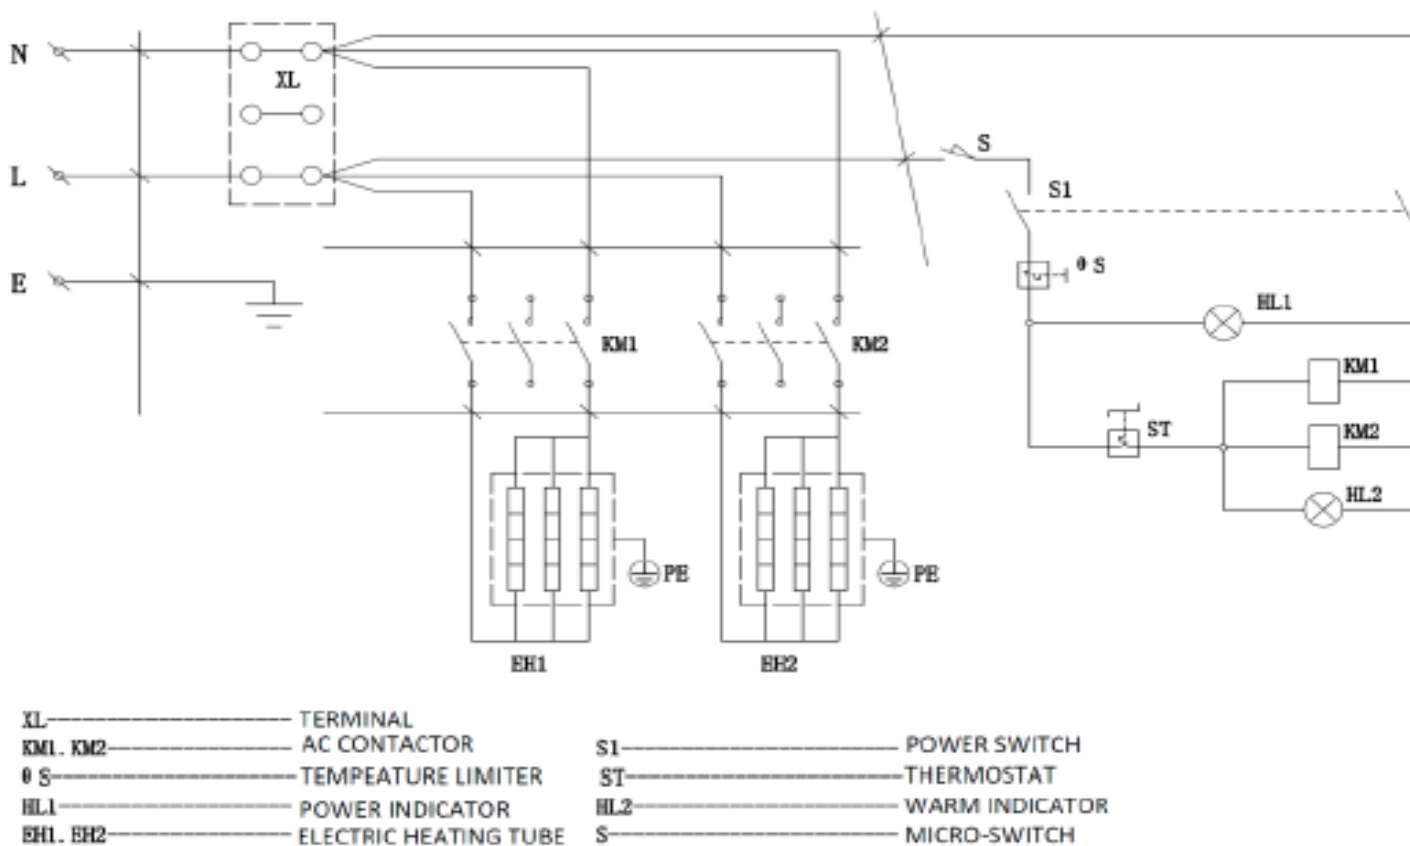 N
XL
S
L
S1
E
θ S
HL1
KM1
KM2
KM1
ST
KM2
HL2
PE
PE
EH1
EH2
XL TERMINAL
KM1. KM2 AC CONTACTOR
S1 POWER SWITCH
θ S TEMPEATURE LIMITER
ST THERMOSTAT
HL1 POWER INDICATOR
HL2 WARM INDICATOR
EH1. EH2 ELECTRIC HEATING TUBE
S MICRO-SWITCH